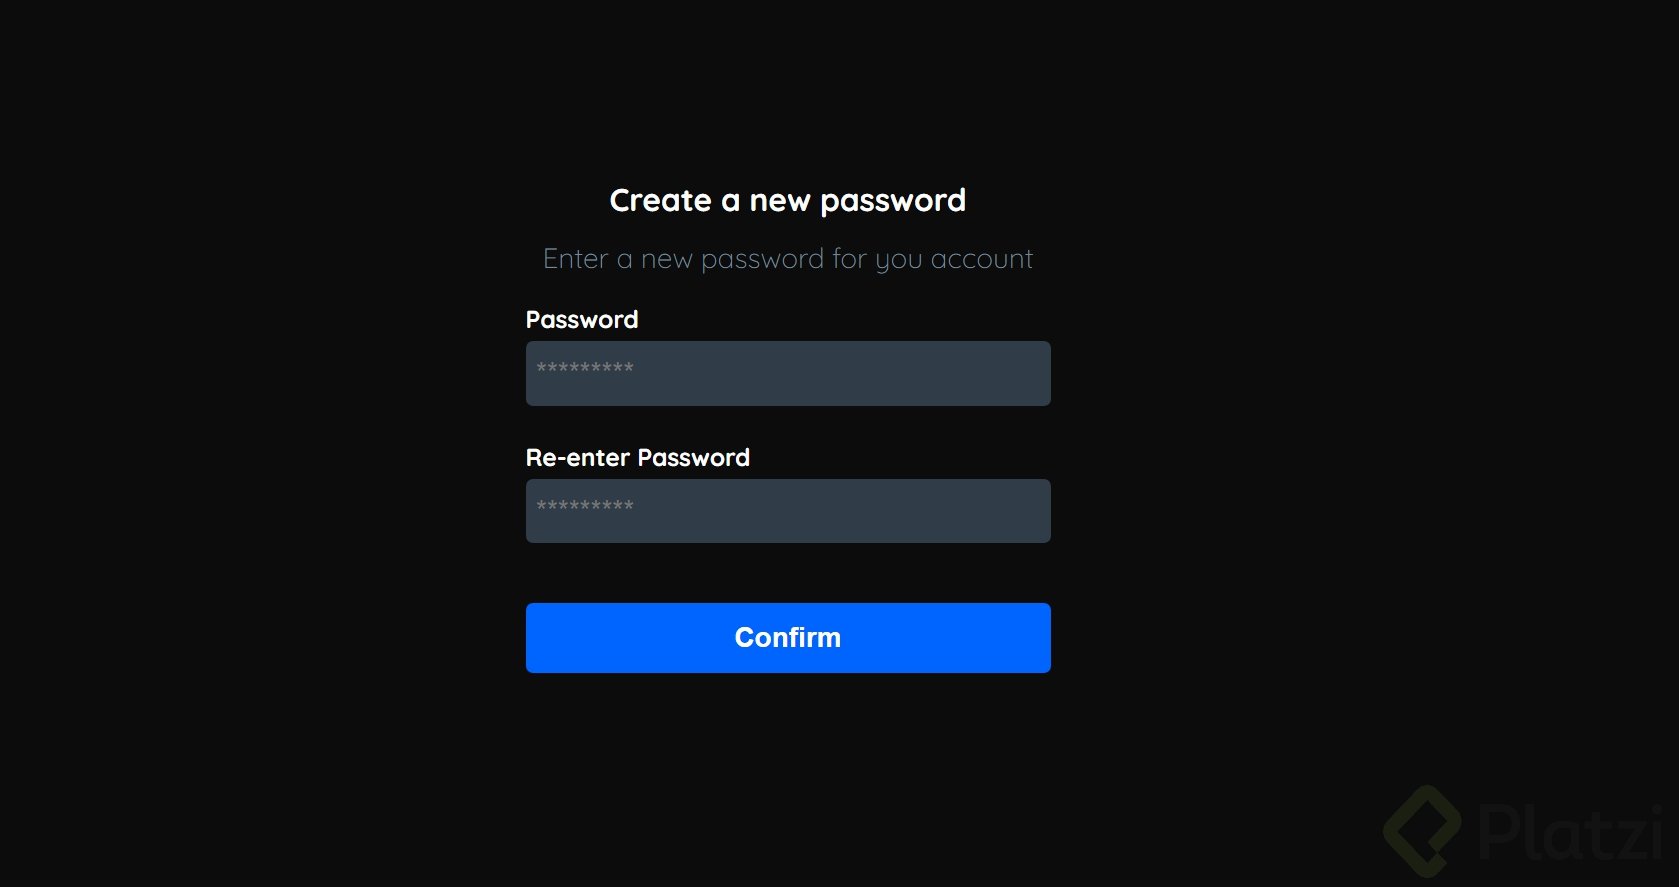 Create a new password
Enter a new password for you account
Password
*********
Re-enter Password
*********
Confirm
Platzi